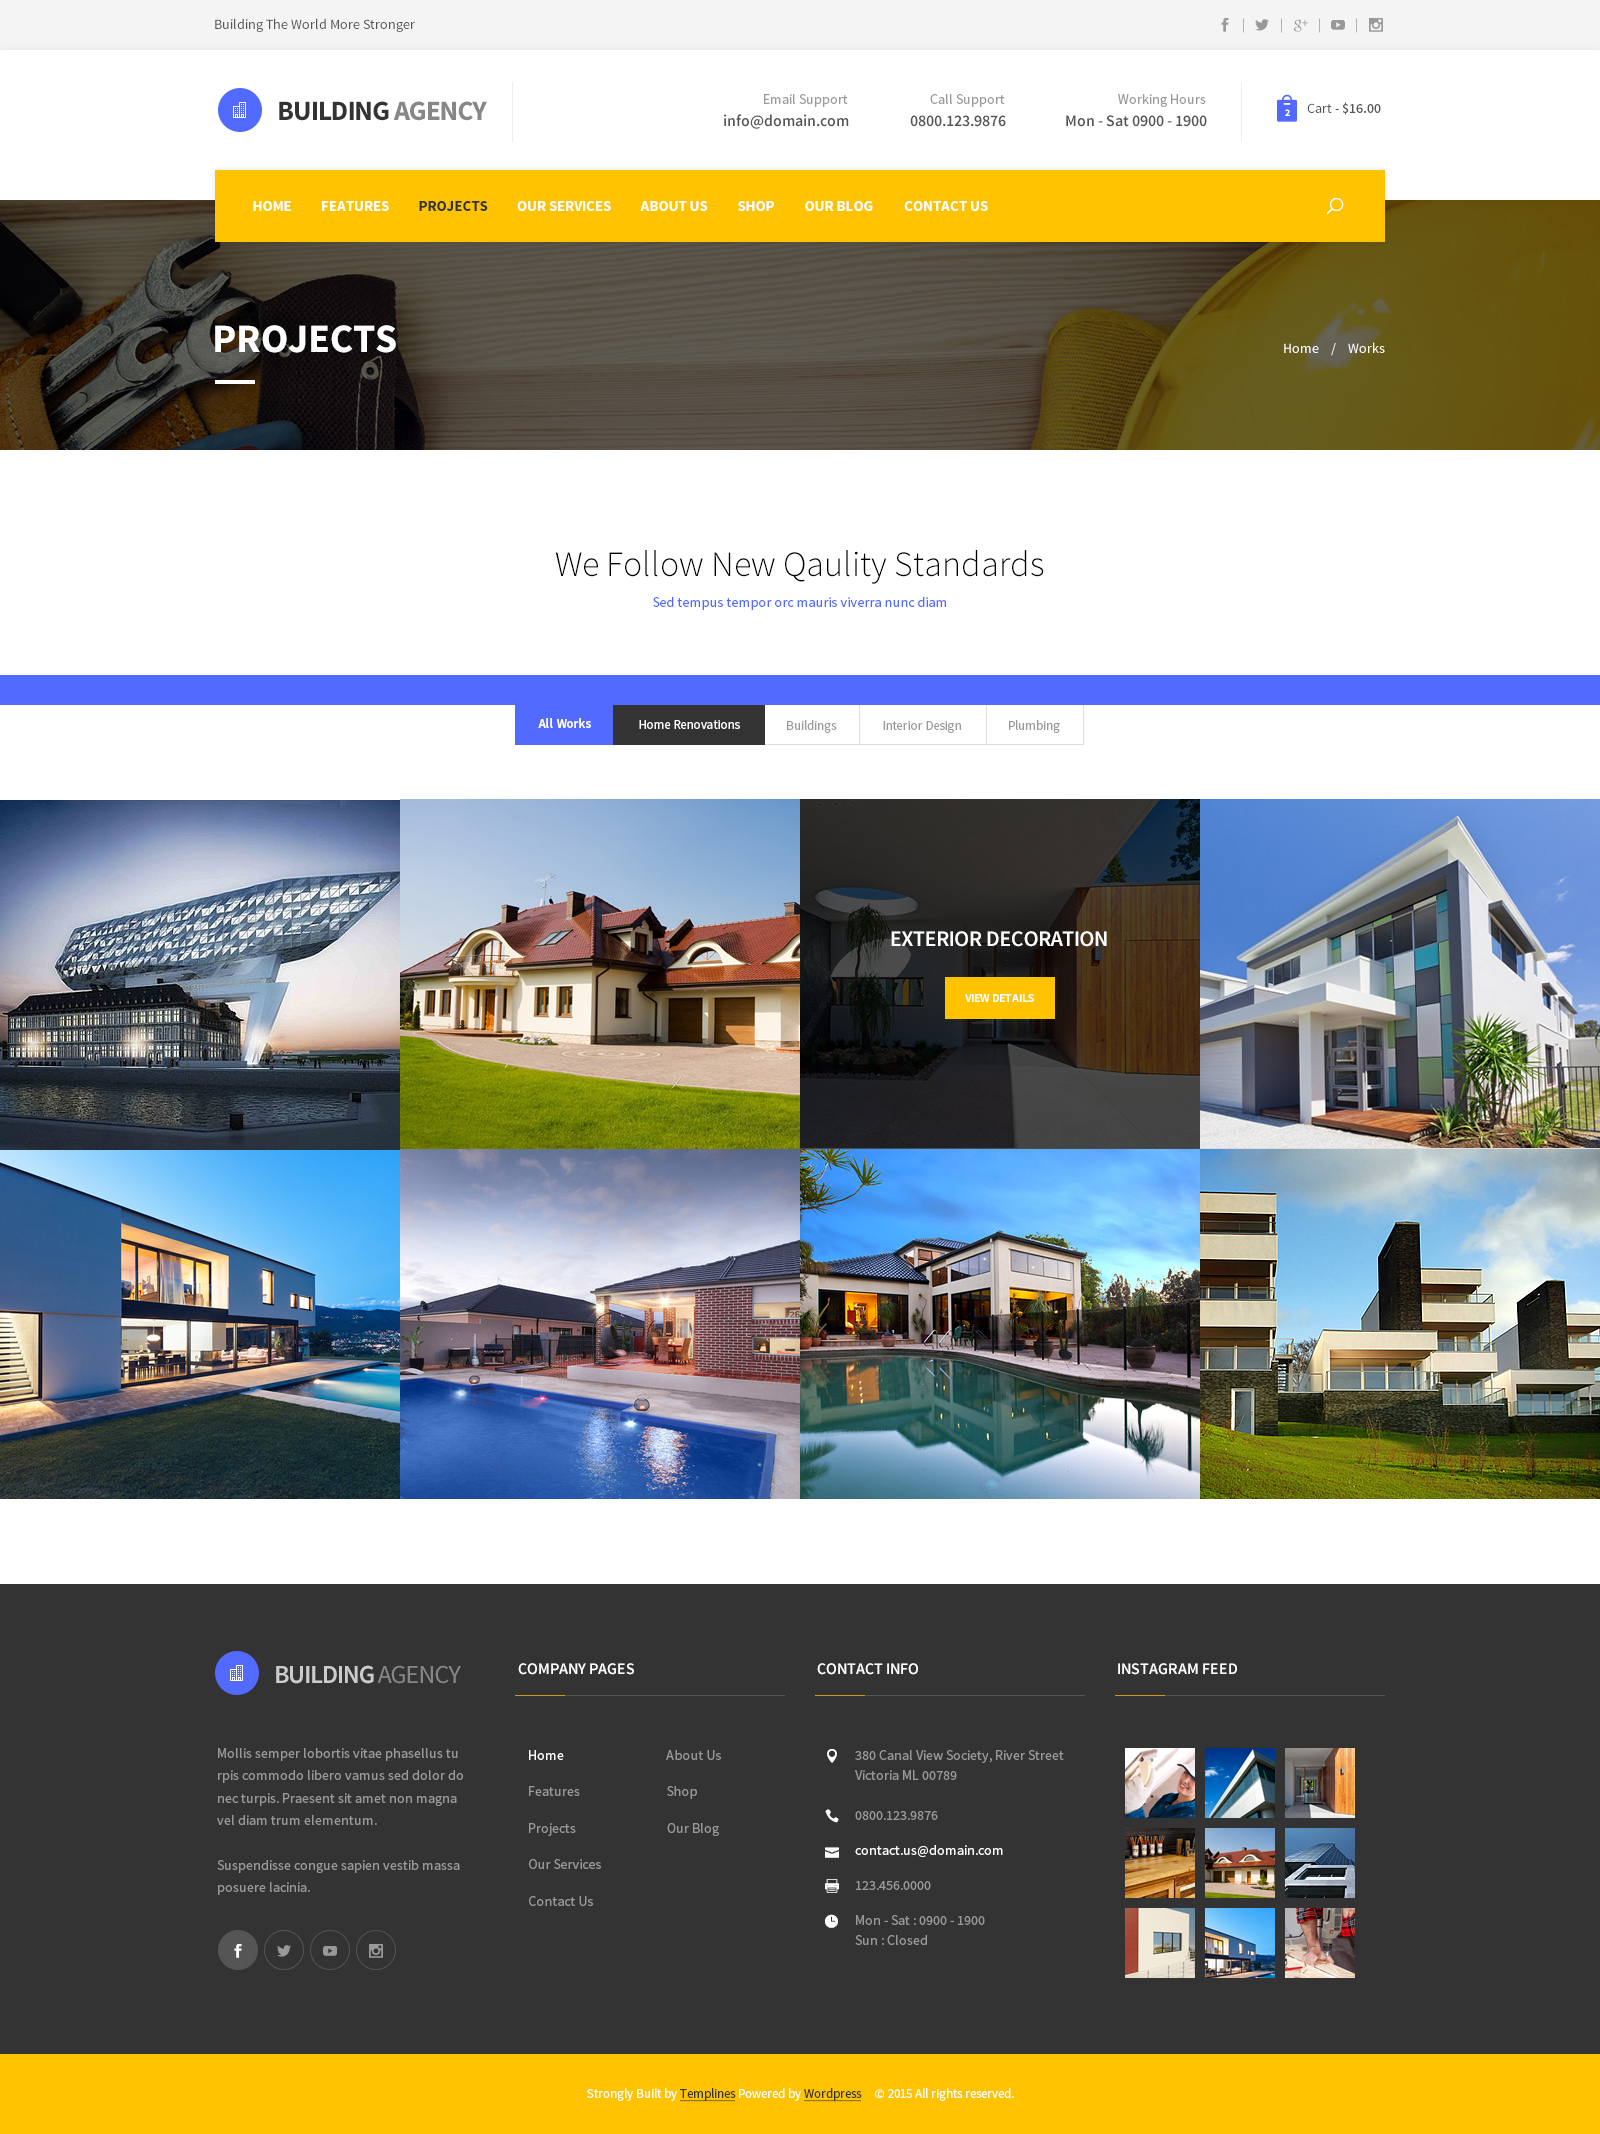 Building The World More Stronger
BUILDING AGENCY
Email Support
info@domain.com
Call Support
0800.123.9876
Working Hours
Mon - Sat 0900 - 1900
2
Cart - $16.00
HOME FEATURES PROJECTS OUR SERVICES ABOUT US SHOP OUR BLOG CONTACT US
PROJECTS
Home / Works
We Follow New Qaulity Standards
Sed tempus tempor orc mauris viverra nunc diam
All Works Home Renovations Buildings Interior Design Plumbing
EXTERIOR DECORATION
VIEW DETAILS
BUILDING AGENCY
Mollis semper lobortis vitae phasellus tu
rpis commodo libero vamus sed dolor do
nec turpis. Praesent sit amet non magna
vel diam trum elementum.
Suspendisse congue sapien vestib massa
posuere lacinia.
COMPANY PAGES
Home
Features
Projects
Our Services
Contact Us
About Us
Shop
Our Blog
CONTACT INFO
380 Canal View Society, River Street
Victoria ML 00789
0800.123.9876
contact.us@domain.com
123.456.0000
Mon - Sat : 0900 - 1900
Sun : Closed
INSTAGRAM FEED
Strongly Built by Templines Powered by Wordpress © 2015 All rights reserved.